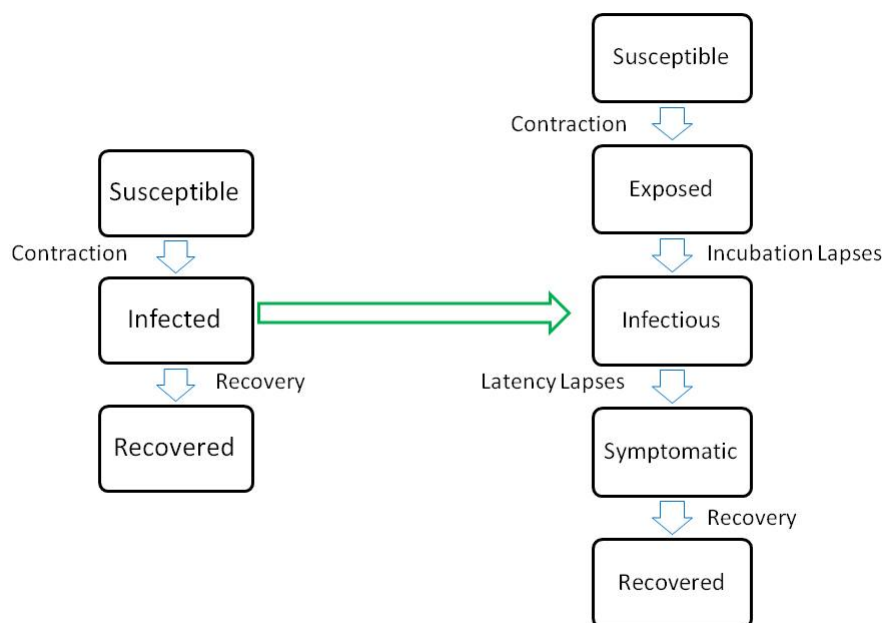 Susceptible
Contraction
Infected
Recovery
Recovered
Susceptible
Contraction
Exposed
Incubation Lapses
Infectious
Latency Lapses
Symptomatic
Recovery
Recovered